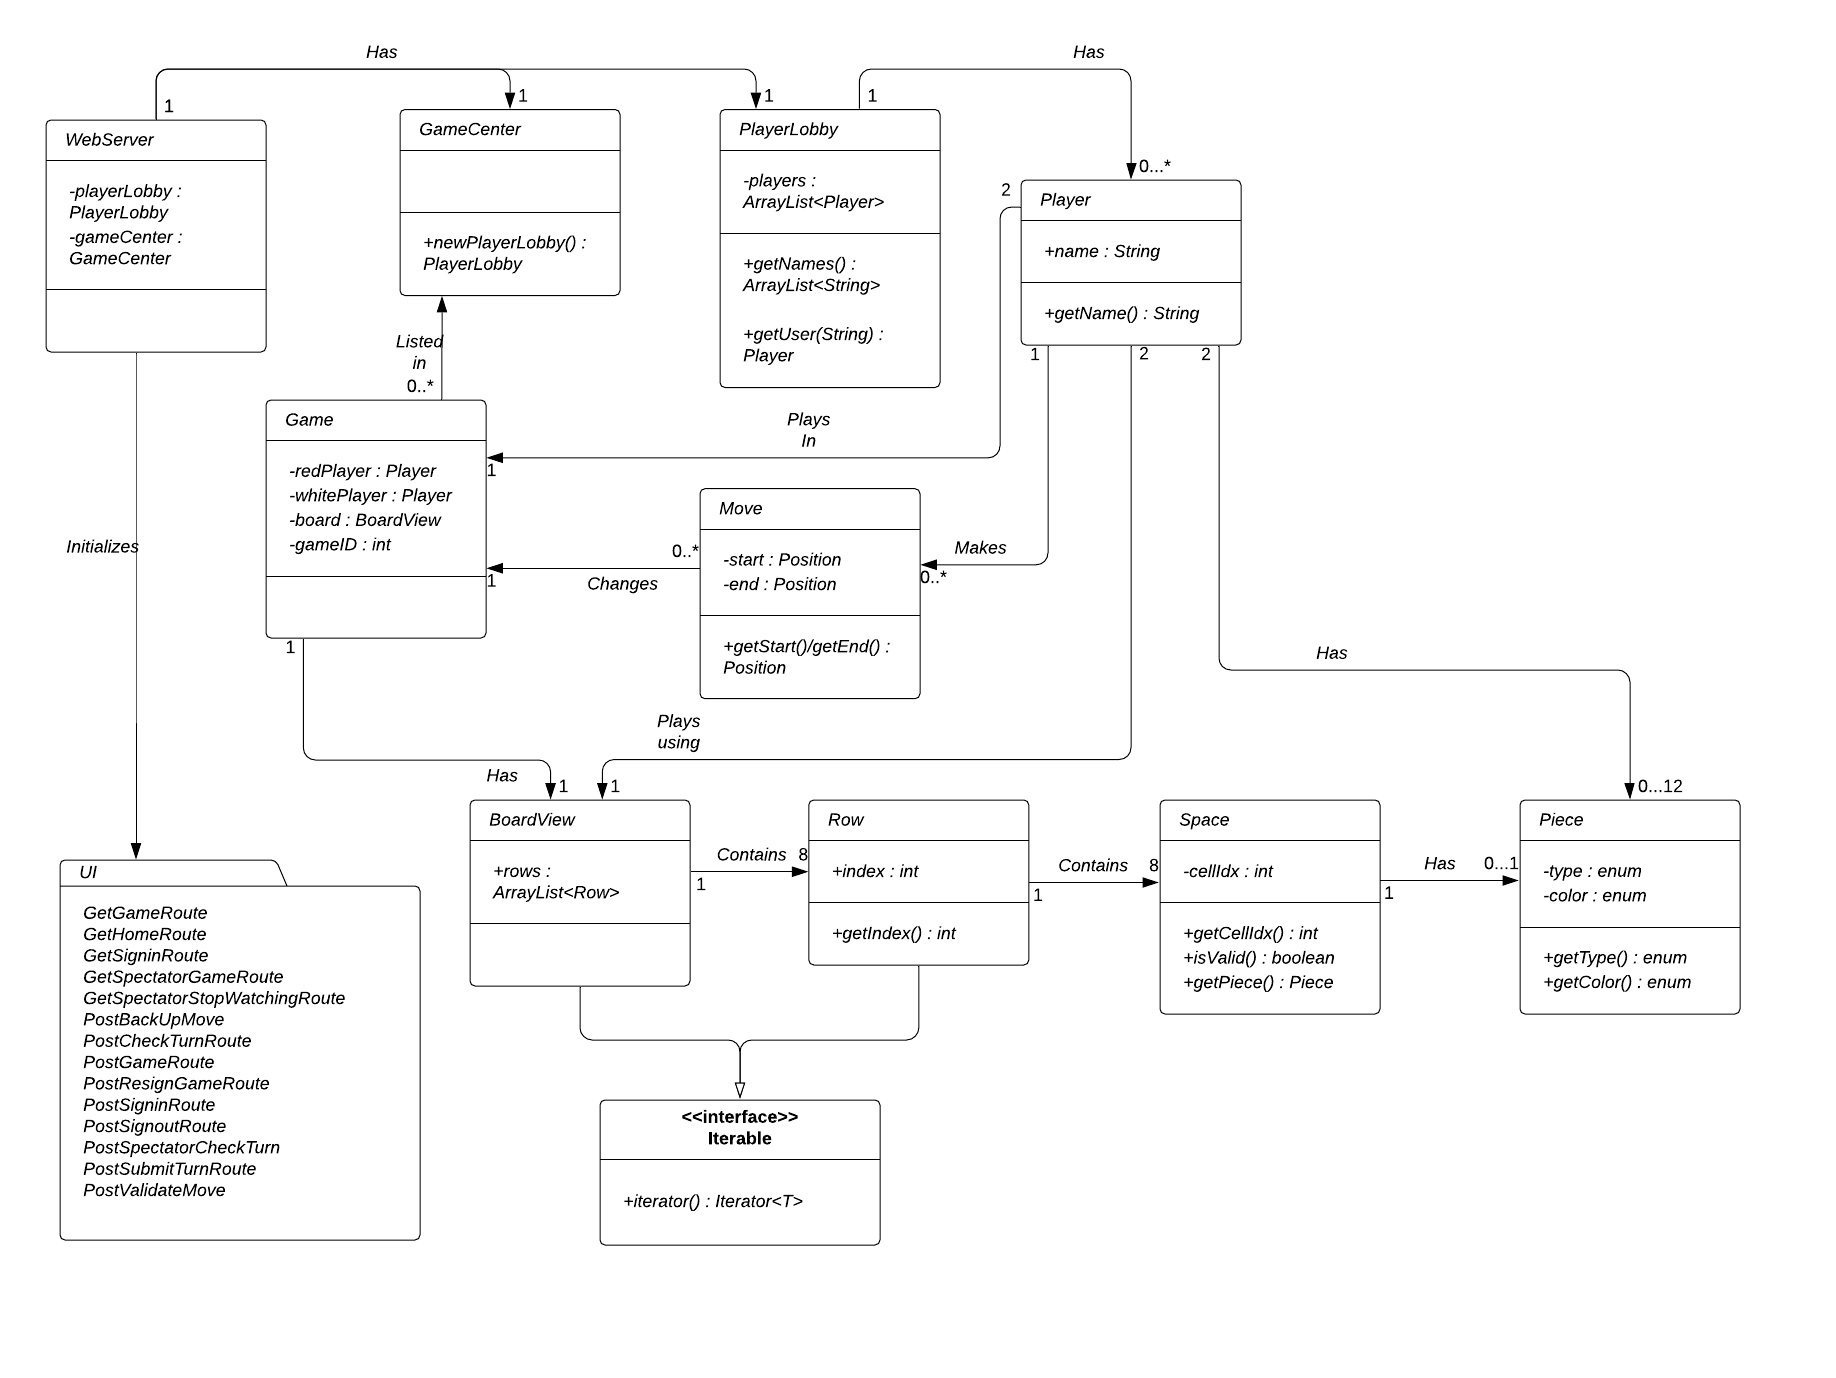 Has
Has
1
1
1
1
0...*
WebServer
-playerLobby :
PlayerLobby
-gameCenter :
GameCenter
GameCenter
+newPlayerLobby() :
PlayerLobby
PlayerLobby
-players :
ArrayList<Player>
+getNames() :
ArrayList<String>
+getUser(String) :
Player
2
Player
+name : String
+getName() : String
1
2
2
Listed
in
0..*
Game
-redPlayer : Player
-whitePlayer : Player
-board : BoardView
-gameID : int
Plays
In
1
Move
-start : Position
-end : Position
+getStart()/getEnd() :
Position
0..*
Changes
1
Makes
0..*
Initializes
1
Has
Plays
using
Has
1
1
0...12
BoardView
+rows :
ArrayList<Row>
Contains
8
1
Row
+index : int
+getIndex() : int
Contains
8
1
Space
-cellIdx : int
+getCellIdx() : int
+isValid() : boolean
+getPiece() : Piece
Has
0...1
1
Piece
-type : enum
-color : enum
+getType() : enum
+getColor() : enum
UI
GetGameRoute
GetHomeRoute
GetSigninRoute
GetSpectatorGameRoute
GetSpectatorStopWatchingRoute
PostBackUpMove
PostCheckTurnRoute
PostGameRoute
PostResignGameRoute
PostSigninRoute
PostSignoutRoute
PostSpectatorCheckTurn
PostSubmitTurnRoute
PostValidateMove
<<interface>>
Iterable
+iterator() : Iterator<T>